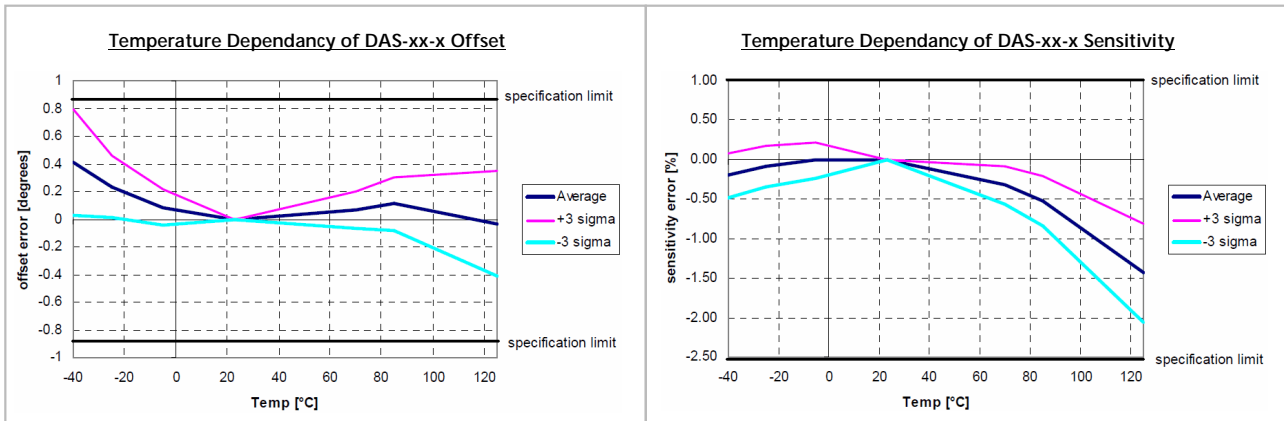 Temperature Dependancy of DAS-xx-x Offset
1
0.8
0.6
0.4
0.2
0
-0.2
-0.4
-0.6
-0.8
-1
offset error [degrees]
-40 -20 0 20 40 60 80 100 120
Temp [°C]
specification limit
Average
+3 sigma
-3 sigma
specification limit
Temperature Dependancy of DAS-xx-x Sensitivity
1.00
0.50
0.00
-0.50
-1.00
-1.50
-2.00
-2.50
sensitivity error [%]
-40 -20 0 20 40 60 80 100 120
Temp [°C]
specification limit
Average
+3 sigma
-3 sigma
specification limit